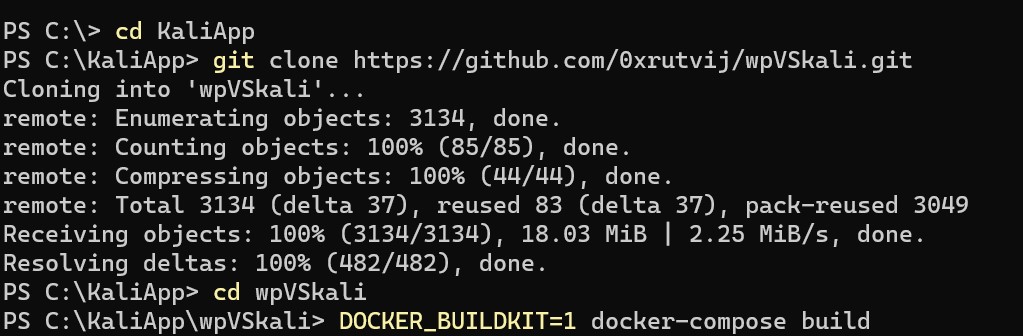 PS C:\> cd KaliApp
PS C:\KaliApp> git clone https://github.com/0xrutvij/wpVSkali.git
Cloning into 'wpVSkali'...
remote: Enumerating objects: 3134, done.
remote: Counting objects: 100% (85/85), done.
remote: Compressing objects: 100% (44/44), done.
remote: Total 3134 (delta 37), reused 83 (delta 37), pack-reused 3049
Receiving objects: 100% (3134/3134), 18.03 MiB | 2.25 MiB/s, done.
Resolving deltas: 100% (482/482), done.
PS C:\KaliApp> cd wpVSkali
PS C:\KaliApp\wpVSkali> DOCKER_BUILDKIT=1 docker-compose build